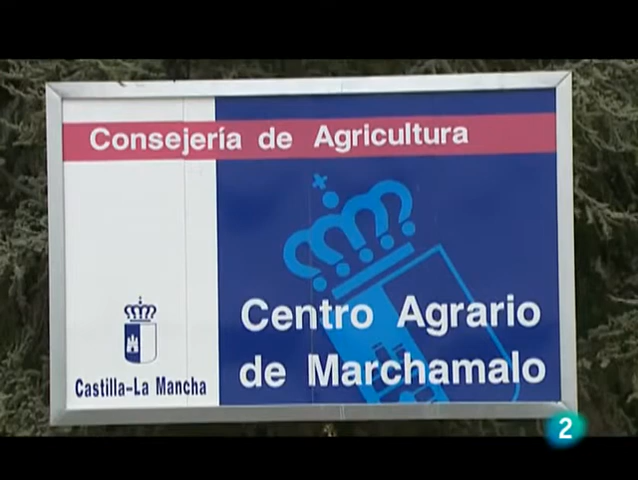 Consejería de Agricultura
Centro Agrario
de Marchamalo
Castilla-La Mancha
2